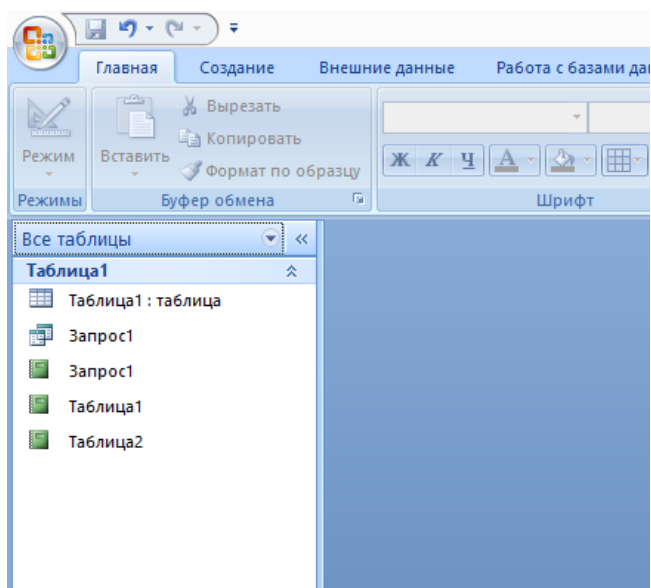 Главная Создание Внешние данные Работа с базами да
Вырезать
Копировать
Режим Вставить
Формат по образцу
Ж К Ч А
Режимы Буфер обмена Шрифт
Все таблицы
Таблица1
Таблица1 : таблица
Запрос1
Запрос1
Таблица1
Таблица2